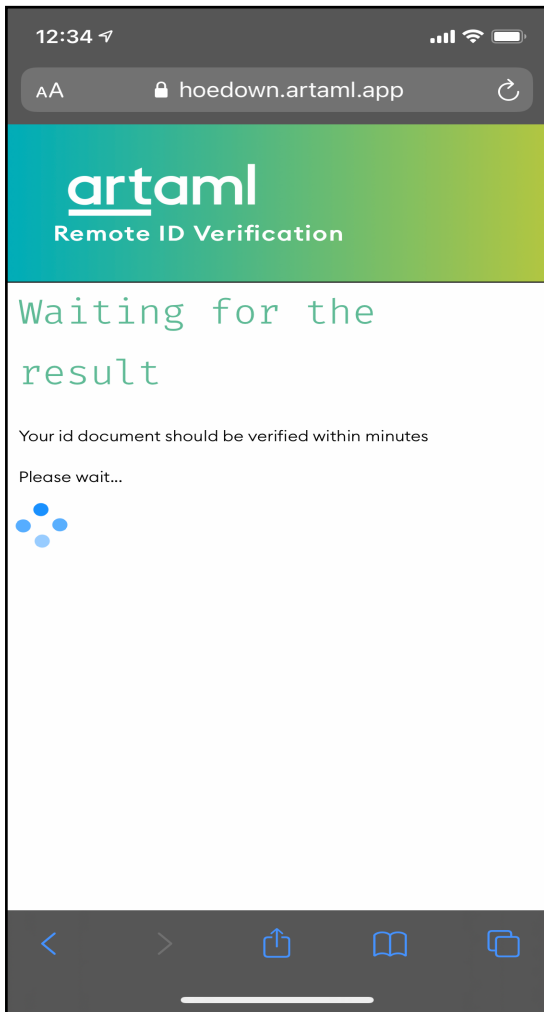 12:34
AA hoedown.artaml.app
artaml
Remote ID Verification
Waiting for the
result
Your id document should be verified within minutes
Please wait...